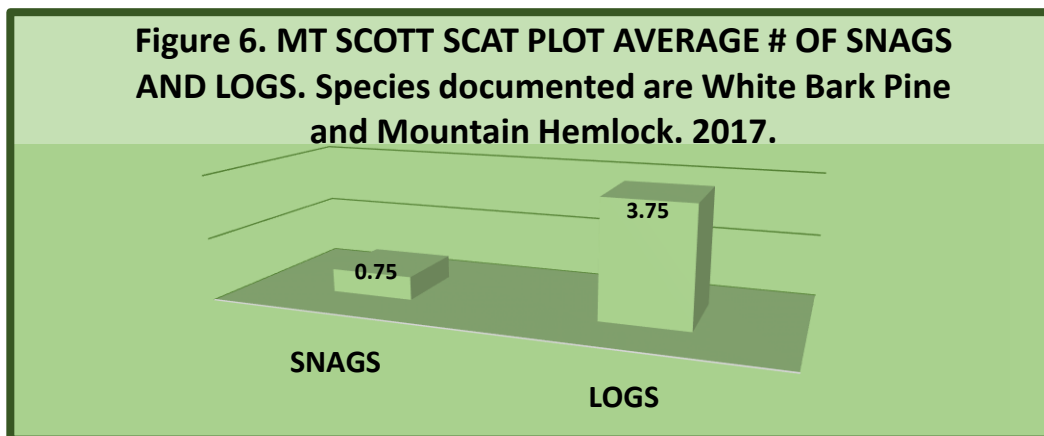 Figure 6. MT SCOTT SCAT PLOT AVERAGE # OF SNAGS
AND LOGS. Species documented are White Bark Pine
and Mountain Hemlock. 2017.
3.75
0.75
SNAGS
LOGS